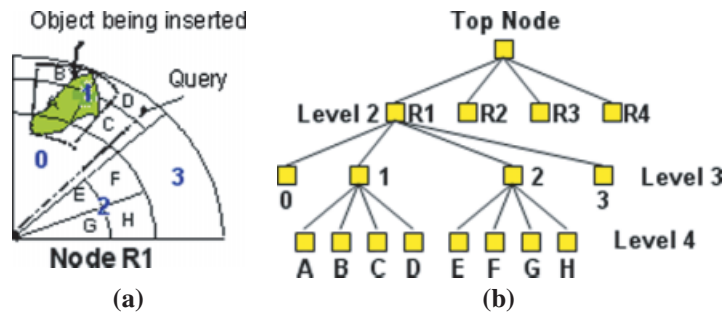 Object being inserted
Query
B
A
1
D
C
0
3
E
F
2
G
H
Node R1
(a)
Top Node
Level 2 R1 R2 R3 R4
0 1 2 3 Level 3
A B C D E F G H Level 4
(b)